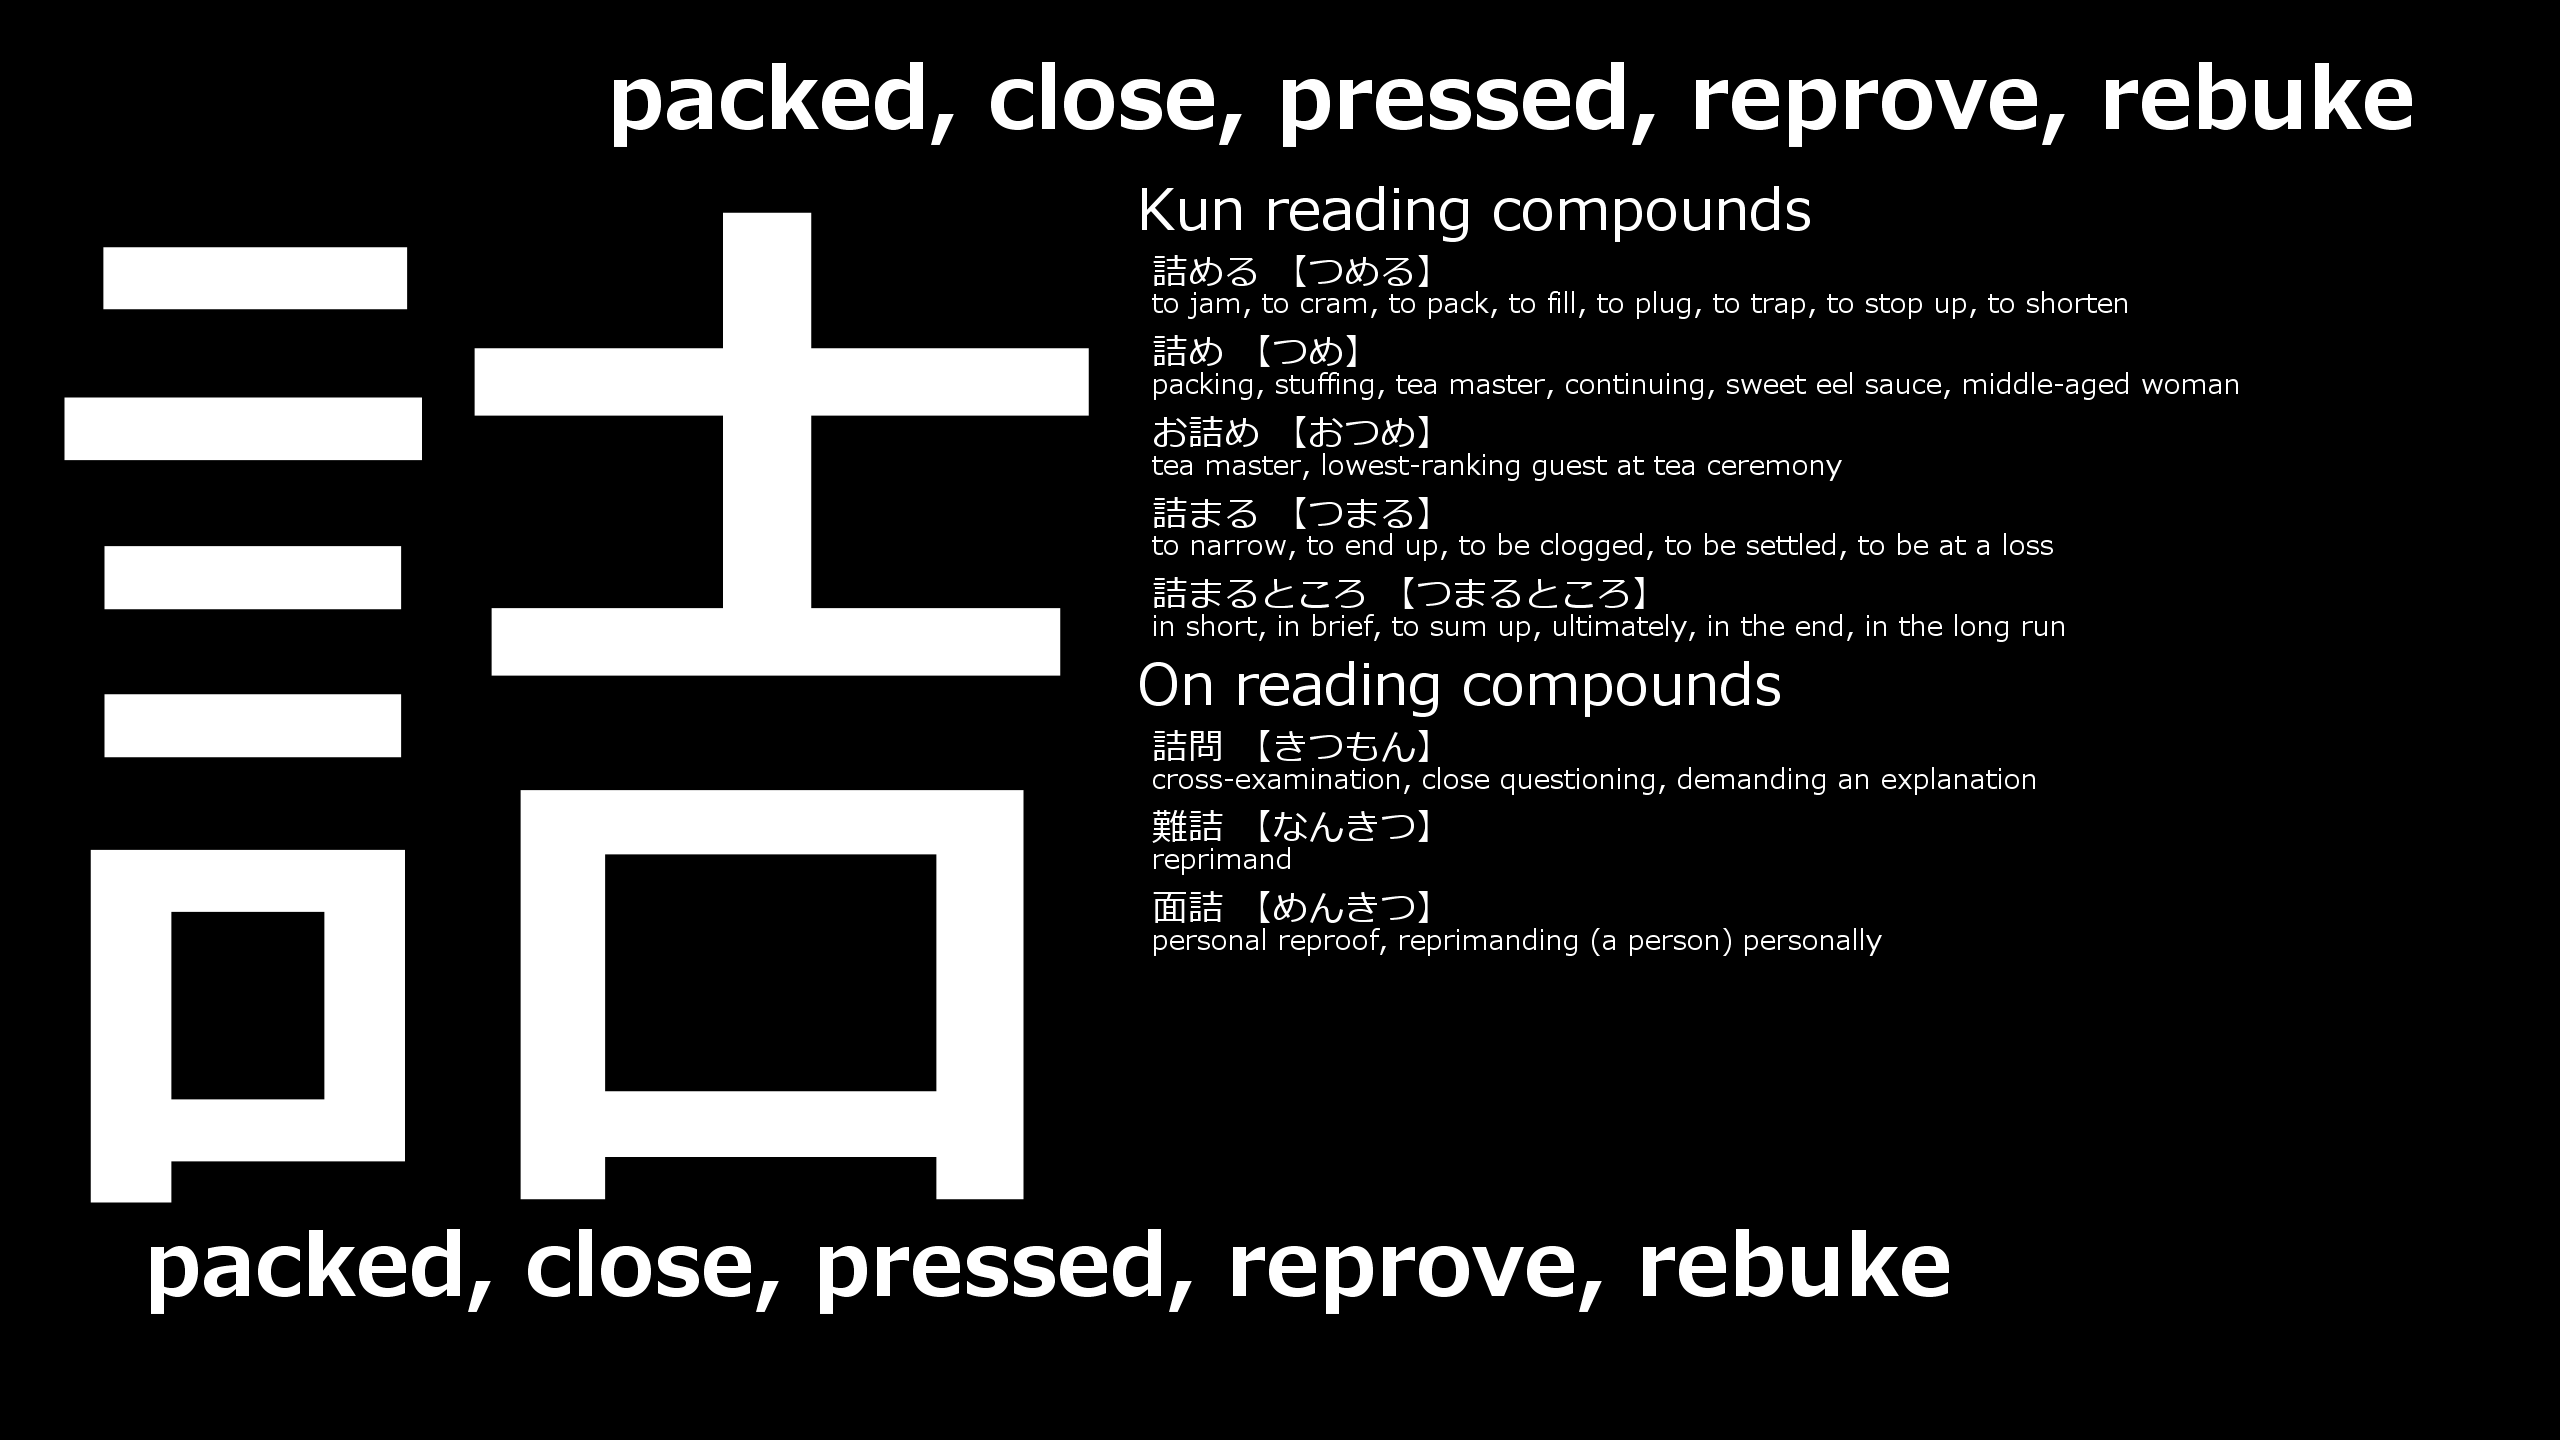 packed, close, pressed, reprove, rebuke
詰
Kun reading compounds
詰める 【つめる】
to jam, to cram, to pack, to fill, to plug, to trap, to stop up, to shorten
詰め 【つめ】
packing, stuffing, tea master, continuing, sweet eel sauce, middle-aged woman
お詰め 【おつめ】
tea master, lowest-ranking guest at tea ceremony
詰まる 【つまる】
to narrow, to end up, to be clogged, to be settled, to be at a loss
詰まるところ 【つまるところ】
in short, in brief, to sum up, ultimately, in the end, in the long run
On reading compounds
詰問 【きつもん】
cross-examination, close questioning, demanding an explanation
難詰 【なんきつ】
reprimand
面詰 【めんきつ】
personal reproof, reprimanding (a person) personally
packed, close, pressed, reprove, rebuke